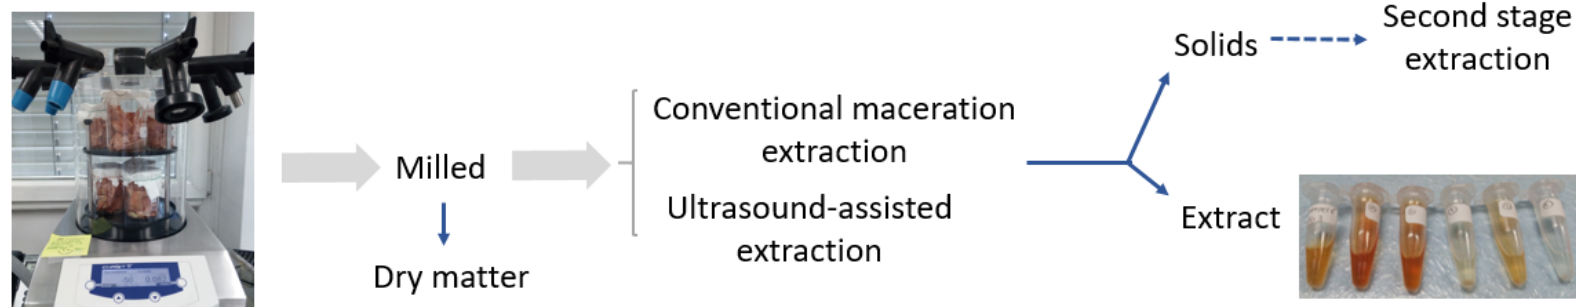 Milled
Dry matter
Conventional maceration
extraction
Ultrasound-assisted
extraction
Solids
Second stage
extraction
Extract